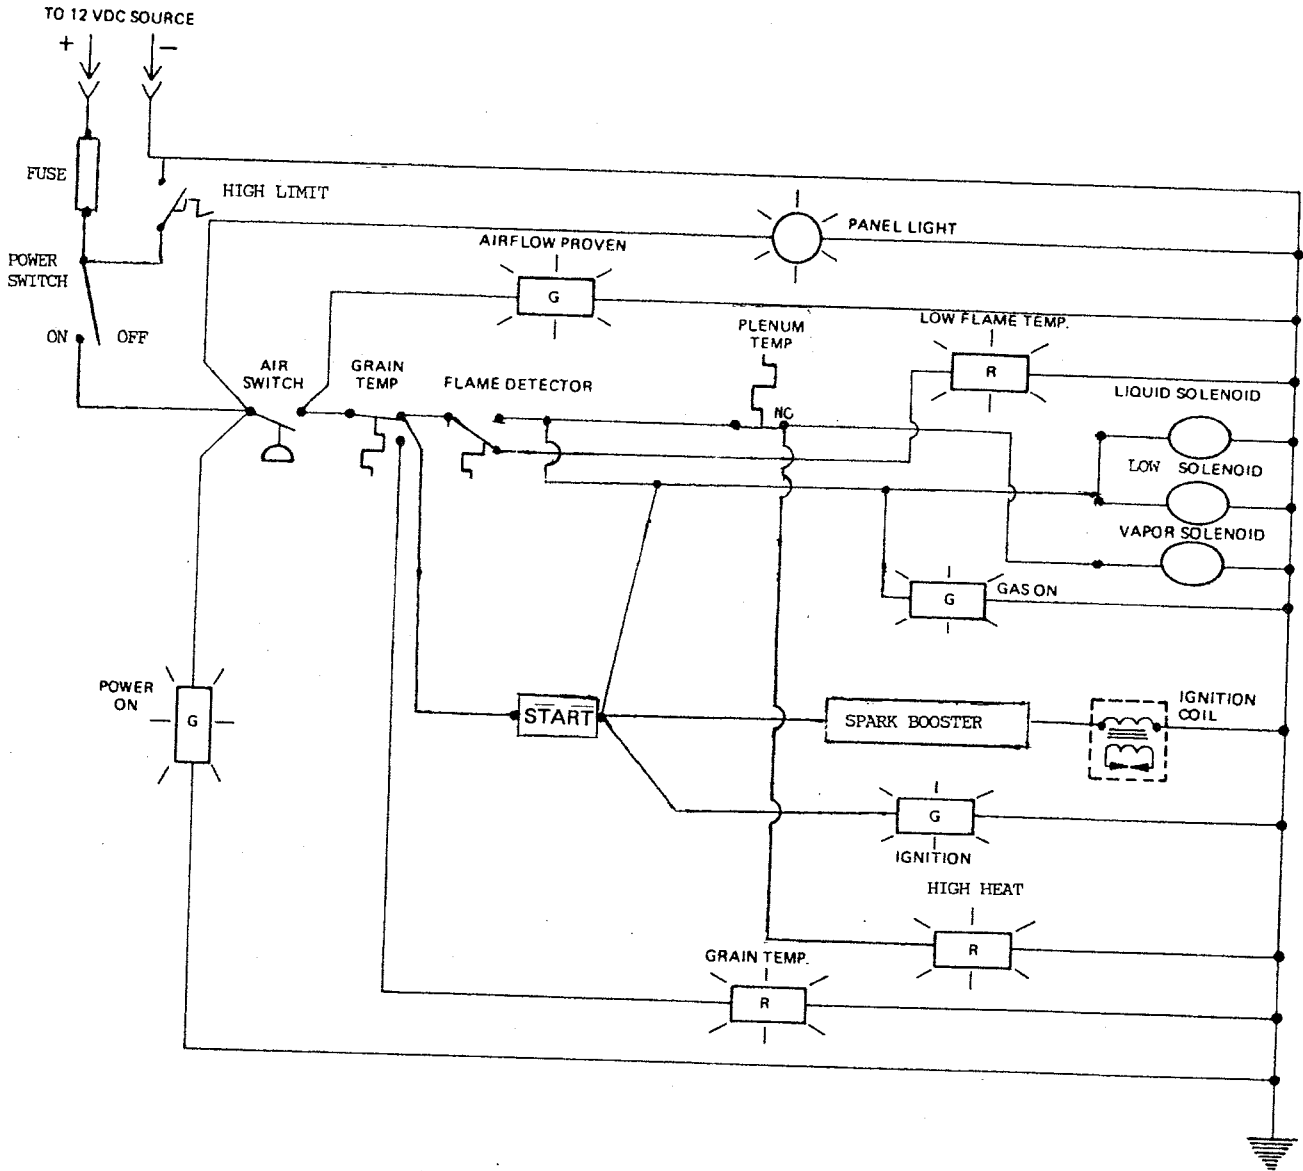 TO 12 VDC SOURCE
+ −
FUSE
HIGH LIMIT
PANEL LIGHT
AIRFLOW PROVEN
G
POWER
SWITCH
ON OFF
PLENUM
TEMP
LOW FLAME TEMP.
R
AIR
SWITCH
GRAIN
TEMP
FLAME DETECTOR
NC
LIQUID SOLENOID
LOW SOLENOID
VAPOR SOLENOID
G
GAS ON
POWER
ON
G
START
SPARK BOOSTER
IGNITION
COIL
G
IGNITION
HIGH HEAT
R
GRAIN TEMP.
R